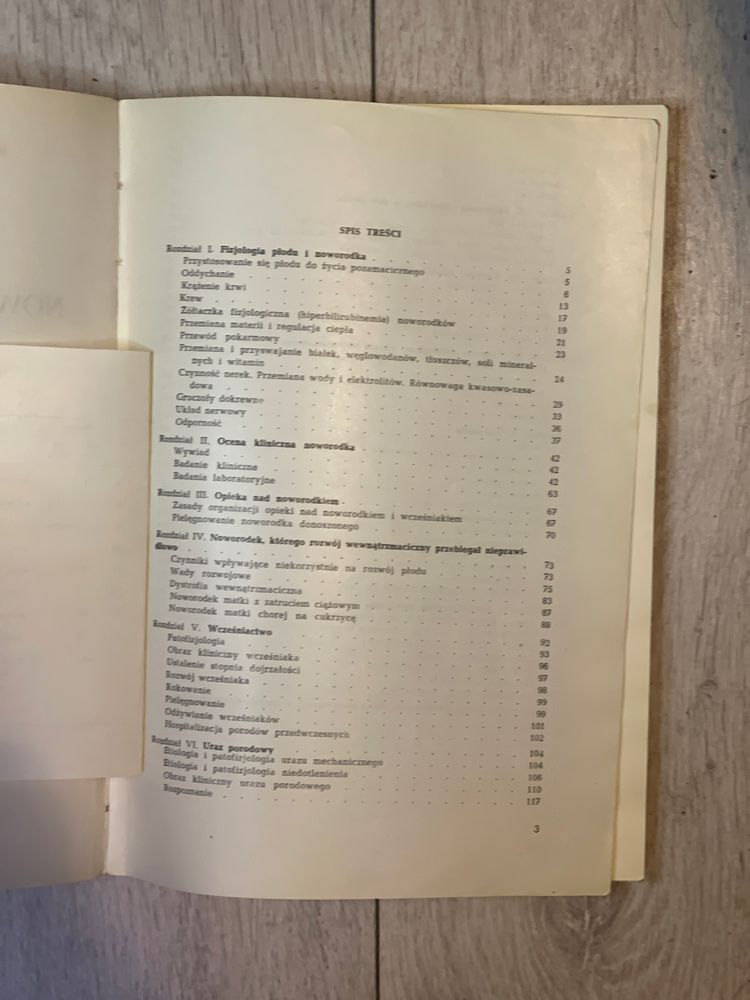 SPIS TREŚCI
Rozdział I. Fizjologia płodu i noworodka . . . . . 5
Przystosowanie się płodu do życia pozamacicznego . . . . . 5
Oddychanie . . . . . 6
Krążenie krwi . . . . . 13
Krew . . . . . 17
Żółtaczka fizjologiczna (hiperbilirubinemia) noworodków . . . . . 19
Przemiana materii i regulacja ciepła . . . . . 21
Przewód pokarmowy . . . . . 23
Przemiana i przyswajanie białek, węglowodanów, tłuszczów, soli mineral-
nych i witamin . . . . . 24
Czynność nerek. Przemiana wody i elektrolitów. Równowaga kwasowo-zasa-
dowa . . . . . 29
Gruczoły dokrewne . . . . . 33
Układ nerwowy . . . . . 36
Odporność . . . . . 37
Rozdział II. Ocena kliniczna noworodka . . . . . 42
Wywiad . . . . . 42
Badanie kliniczne . . . . . 42
Badania laboratoryjne . . . . . 63
Rozdział III. Opieka nad noworodkiem . . . . . 67
Zasady organizacji opieki nad noworodkiem i wcześniakiem . . . . . 67
Pielęgnowanie noworodka donoszonego . . . . . 70
Rozdział IV. Noworodek, którego rozwój wewnątrzmaciczny przebiegał nieprawi-
dłowo . . . . . 73
Czynniki wpływające niekorzystnie na rozwój płodu . . . . . 73
Wady rozwojowe . . . . . 75
Dystrofia wewnątrzmaciczna . . . . . 83
Noworodek matki z zatruciem ciążowym . . . . . 87
Noworodek matki chorej na cukrzycę . . . . . 88
Rozdział V. Wcześniactwo . . . . . 92
Patofizjologia . . . . . 93
Obraz kliniczny wcześniaka . . . . . 96
Ustalenie stopnia dojrzałości . . . . . 97
Rozwój wcześniaka . . . . . 98
Rokowanie . . . . . 99
Pielęgnowanie . . . . . 99
Odżywianie wcześniaków . . . . . 101
Hospitalizacja porodów przedwczesnych . . . . . 102
Rozdział VI. Uraz porodowy . . . . . 104
Etiologia i patofizjologia urazu mechanicznego . . . . . 104
Etiologia i patofizjologia niedotlenienia . . . . . 106
Obraz kliniczny urazu porodowego . . . . . 110
Rozpoznanie . . . . . 117
3